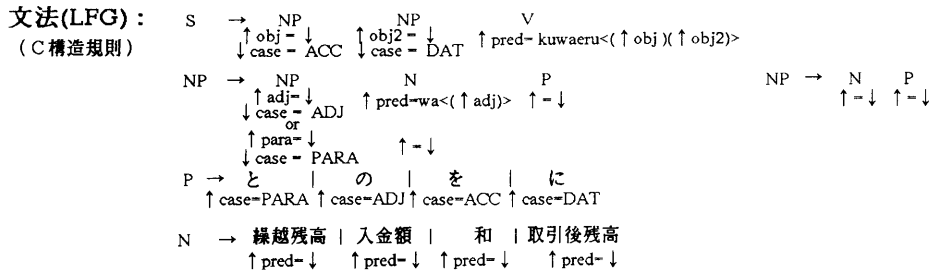 文法(LFG)： S → NP NP V
（C構造規則） ↑obj = ↓ ↑obj2 = ↓ ↑pred= kuwaeru<(↑obj)(↑obj2)>
↓case = ACC ↓case = DAT
NP → NP N P NP → N P
↑adj= ↓ ↑pred=wa<(↑adj)> ↑=↓ ↑=↓ ↑=↓
↓case = ADJ
or
↑para= ↓ ↑=↓
↓case = PARA
P → と | の | を | に
↑case=PARA ↑case=ADJ ↑case=ACC ↑case=DAT
N → 繰越残高 | 入金額 | 和 | 取引後残高
↑pred=↓ ↑pred=↓ ↑pred=↓ ↑pred=↓